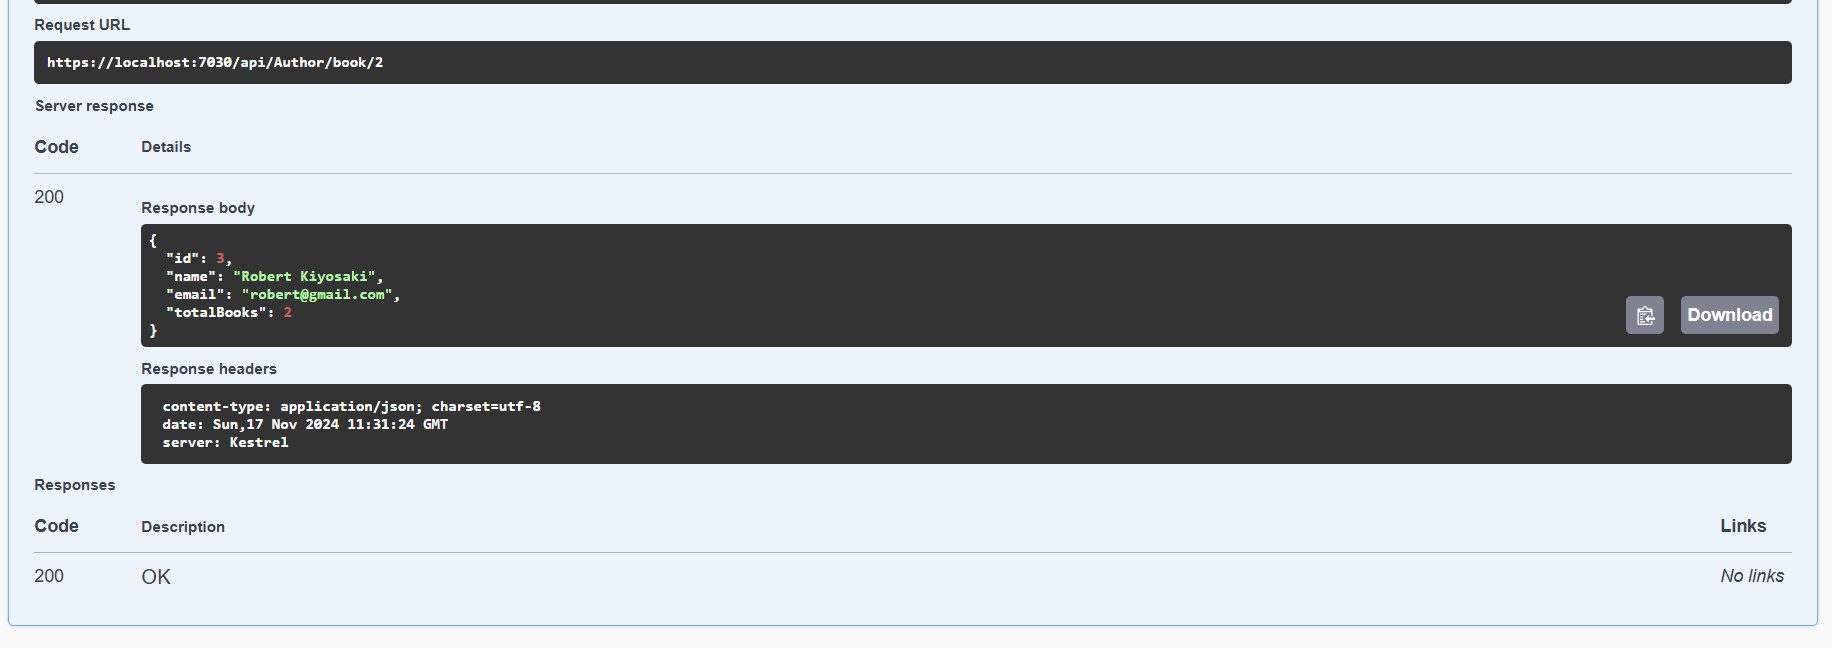 Request URL
https://localhost:7030/api/Author/book/2
Server response
Code Details
200
Response body
{
  "id": 3,
  "name": "Robert Kiyosaki",
  "email": "robert@gmail.com",
  "totalBooks": 2
}
Download
Response headers
content-type: application/json; charset=utf-8
date: Sun,17 Nov 2024 11:31:24 GMT
server: Kestrel
Responses
Code Description Links
200 OK No links